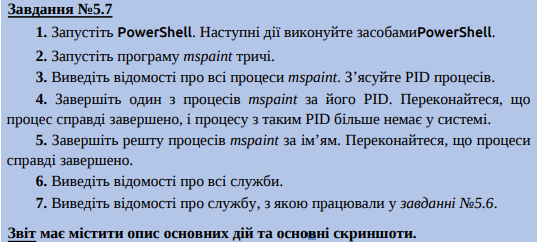 Завдання №5.7
1. Запустіть PowerShell. Наступні дії виконуйте засобамиPowerShell.
2. Запустіть програму mspaint тричі.
3. Виведіть відомості про всі процеси mspaint. З’ясуйте PID процесів.
4. Завершіть один з процесів mspaint за його PID. Переконайтеся, що
процес справді завершено, і процесу з таким PID більше немає у системі.
5. Завершіть решту процесів mspaint за ім’ям. Переконайтеся, що процеси
справді завершено.
6. Виведіть відомості про всі служби.
7. Виведіть відомості про службу, з якою працювали у завданні №5.6.
Звіт має містити опис основних дій та основні скриншоти.